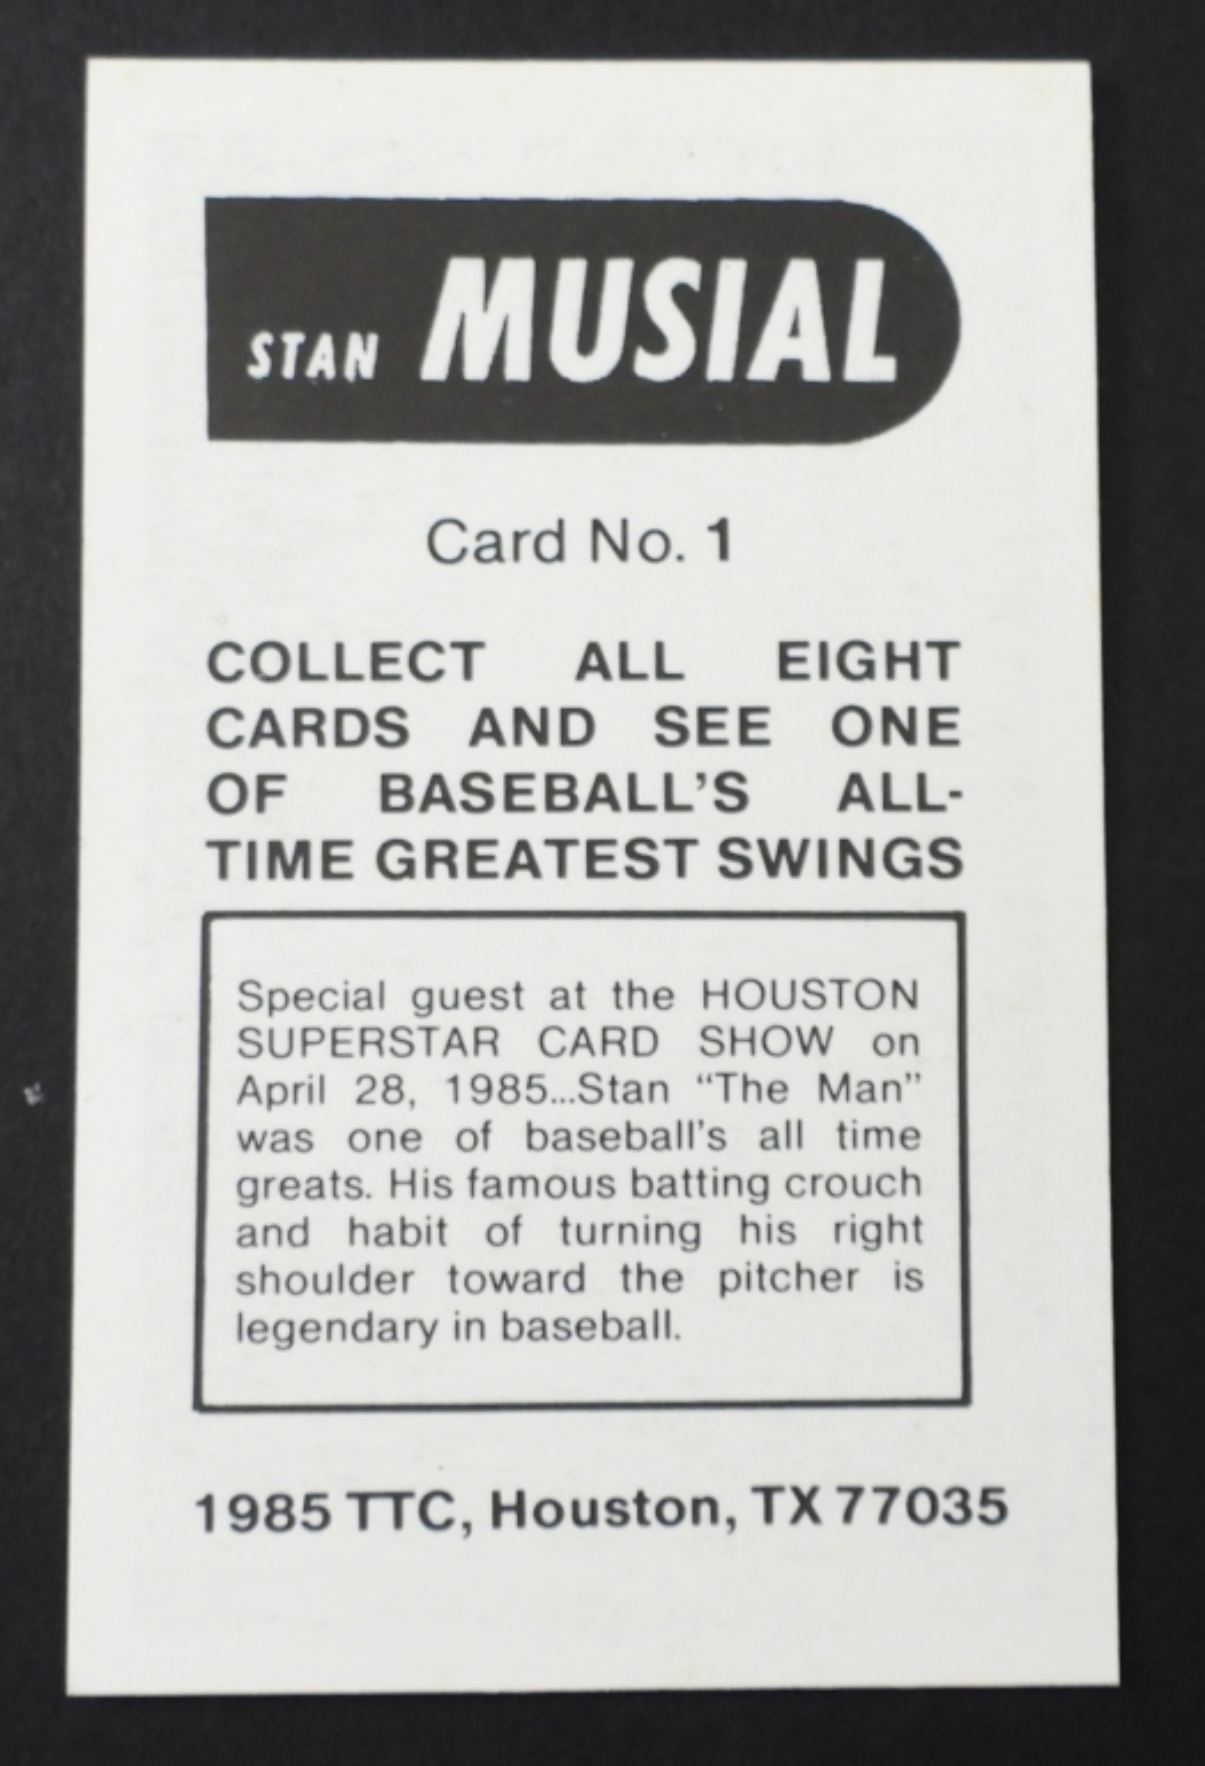 STAN MUSIAL
Card No. 1
COLLECT ALL EIGHT
CARDS AND SEE ONE
OF BASEBALL'S ALL-
TIME GREATEST SWINGS
Special guest at the HOUSTON
SUPERSTAR CARD SHOW on
April 28, 1985...Stan “The Man”
was one of baseball's all time
greats. His famous batting crouch
and habit of turning his right
shoulder toward the pitcher is
legendary in baseball.
1985 TTC, Houston, TX 77035